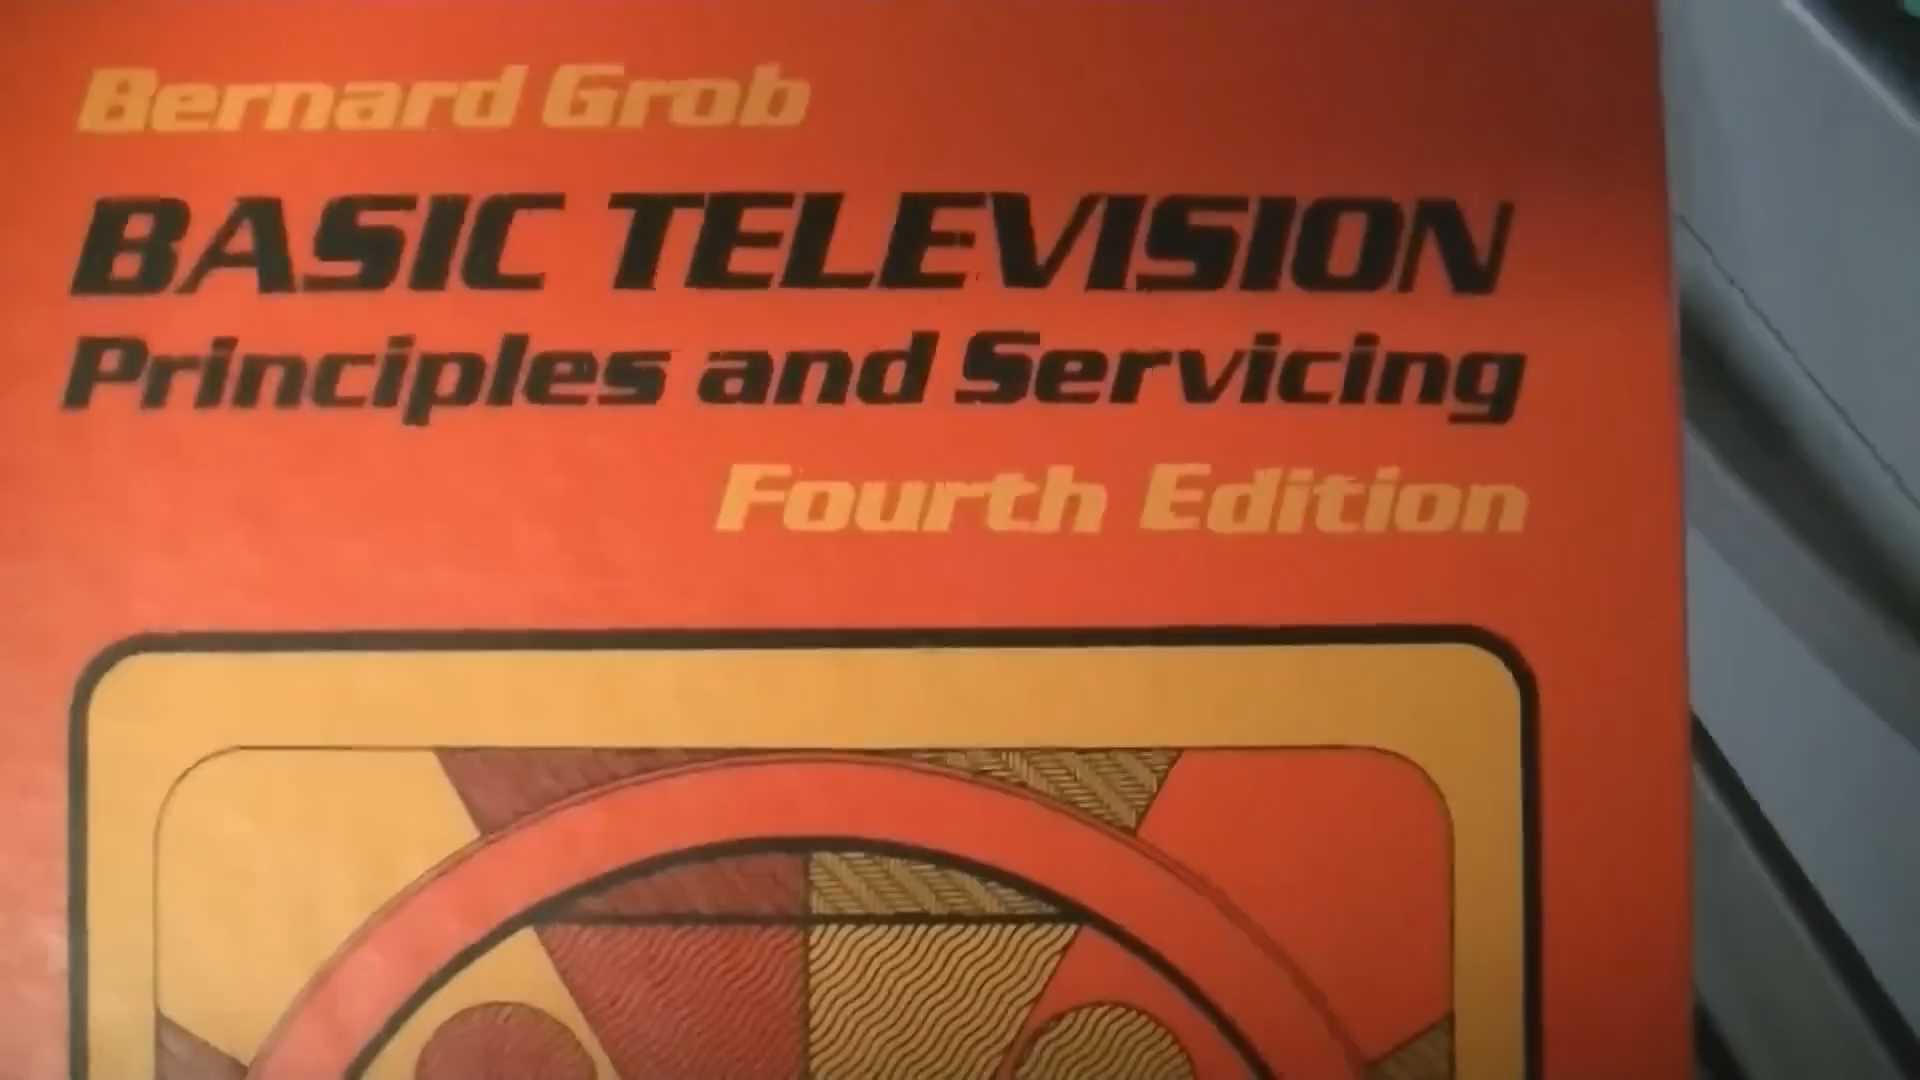 Bernard Grob
BASIC TELEVISION
Principles and Servicing
Fourth Edition